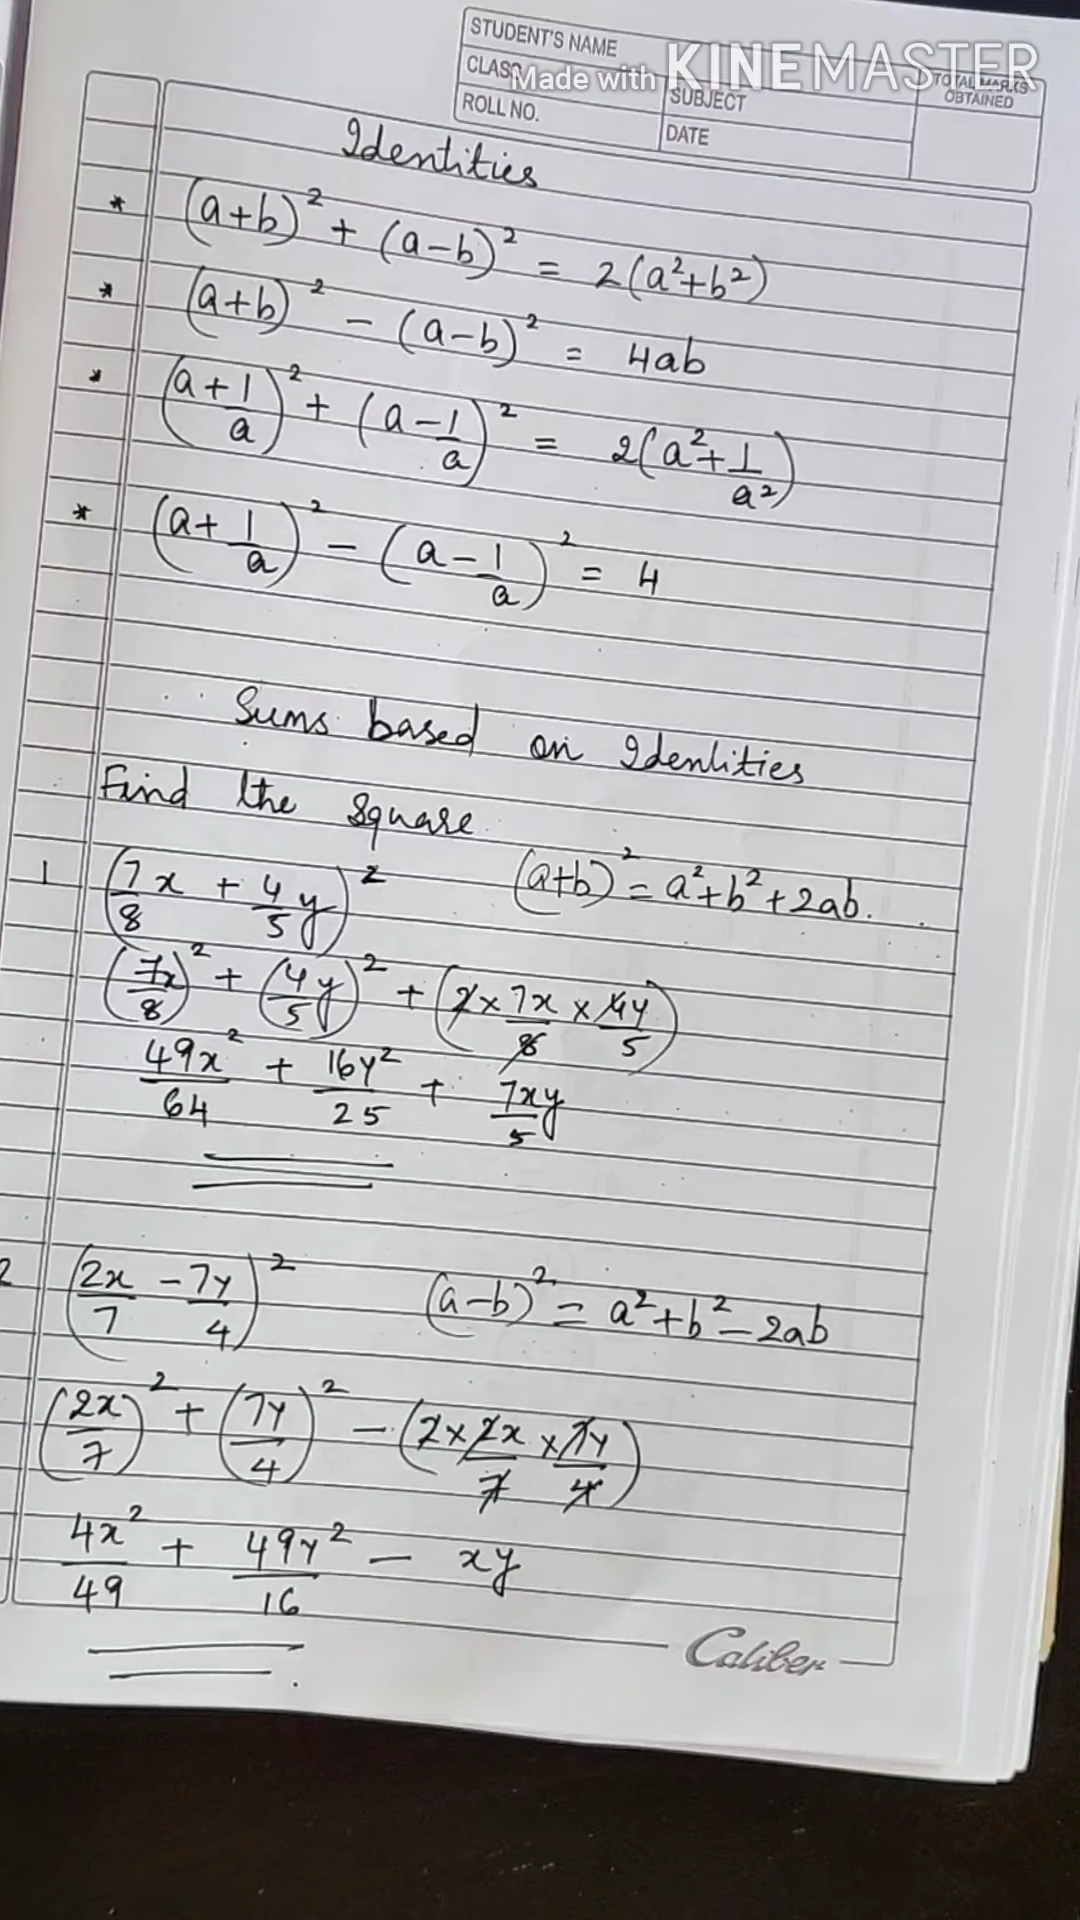 STUDENT'S NAME
CLASS
Made with KINEMASTER
TOTAL MARKS OBTAINED
ROLL NO.
SUBJECT
DATE
Identities
* (a+b)² + (a-b)² = 2(a²+b²)
* (a+b)² - (a-b)² = 4ab
* (a+1/a)² + (a-1/a)² = 2(a²+1/a²)
* (a+1/a)² - (a-1/a)² = 4
Sums based on Identities
Find the square
1 (7/8 x + 4/5 y)² (a+b)² = a²+b²+2ab.
(7x/8)² + (4/5 y)² + (2 × 7x/8 × 4y/5)
49x²/64 + 16y²/25 + 7xy/5
2 (2x/7 - 7y/4)² (a-b)² = a²+b²-2ab
(2x/7)² + (7y/4)² - (2 × 2x/7 × 7y/4)
4x²/49 + 49y²/16 - xy
Caliber